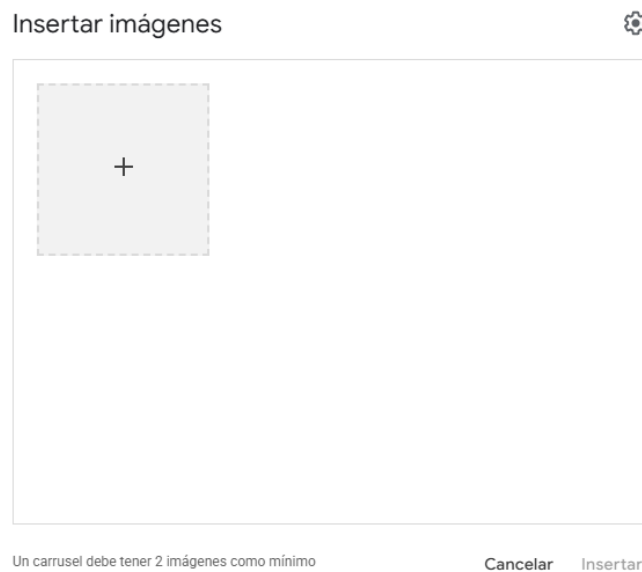 Insertar imágenes
+
Un carrusel debe tener 2 imágenes como mínimo
Cancelar
Insertar